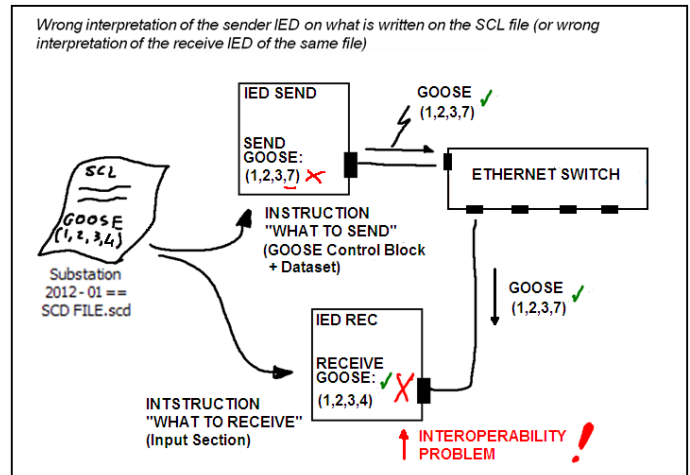 Wrong interpretation of the sender IED on what is written on the SCL file (or wrong
interpretation of the receive IED of the same file)
IED SEND
SEND
GOOSE:
(1,2,3,7)
GOOSE
(1,2,3,7)
ETHERNET SWITCH
SCL
GOOSE
(1,2,3,4)
Substation
2012 - 01 ==
SCD FILE.scd
INSTRUCTION
"WHAT TO SEND"
(GOOSE Control Block
+ Dataset)
GOOSE
(1,2,3,7)
IED REC
RECEIVE
GOOSE:
(1,2,3,4)
INTSTRUCTION
"WHAT TO RECEIVE"
(Input Section)
INTEROPERABILITY
PROBLEM !